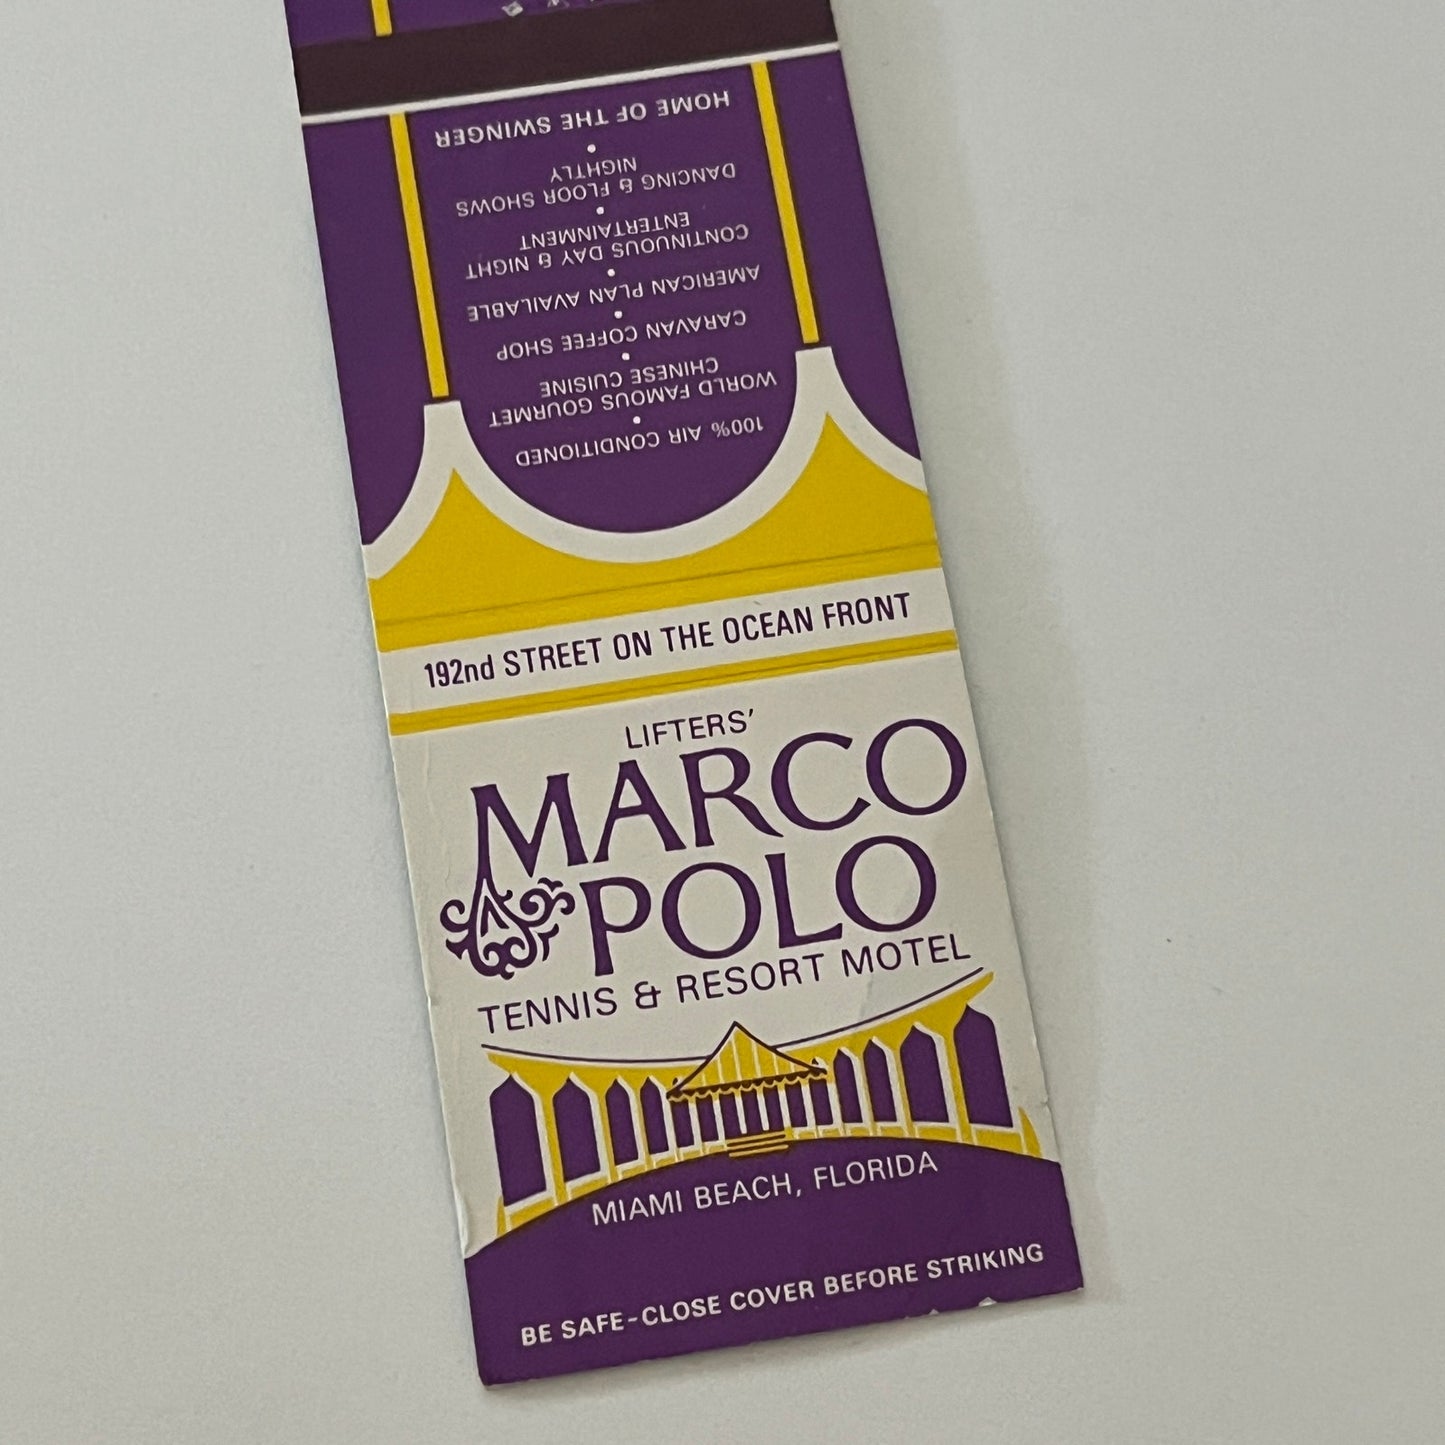 192nd STREET ON THE OCEAN FRONT
LIFTERS'
MARCO
POLO
TENNIS & RESORT MOTEL
MIAMI BEACH, FLORIDA
BE SAFE-CLOSE COVER BEFORE STRIKING
100% AIR CONDITIONED
•
WORLD FAMOUS GOURMET
CHINESE CUISINE
•
CARAVAN COFFEE SHOP
•
AMERICAN PLAN AVAILABLE
•
CONTINUOUS DAY & NIGHT
ENTERTAINMENT
•
DANCING & FLOOR SHOWS
NIGHTLY
•
HOME OF THE SWINGER